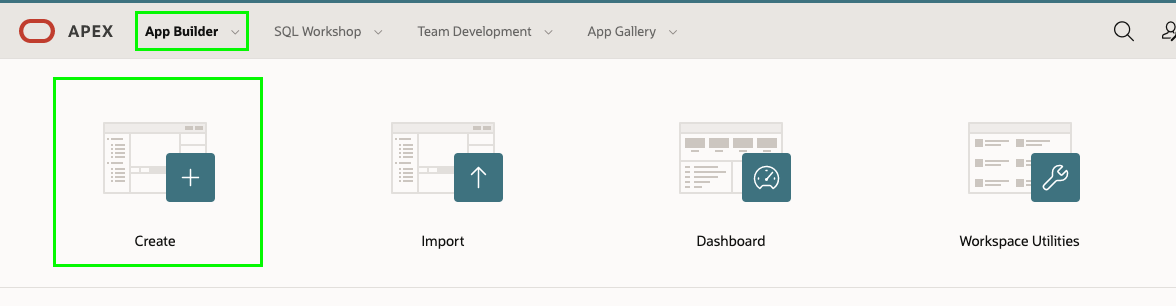 APEX App Builder SQL Workshop Team Development App Gallery
Create Import Dashboard Workspace Utilities